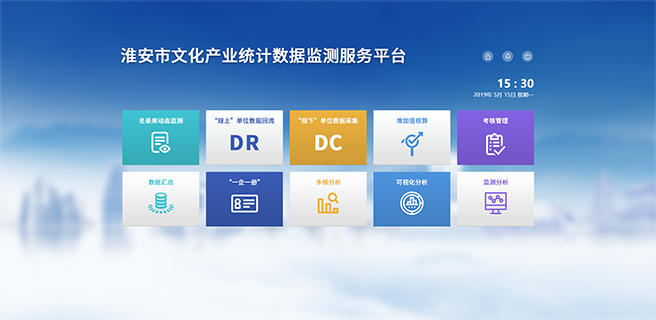 淮安市文化产业统计数据监测服务平台
15 : 30
2019年 5月 15日 星期一
名录库动态监测
“规上”单位数据回流
DR
“规下”单位数据采集
DC
增加值核算
考核管理
数据汇总
“一企一册”
多维分析
可视化分析
监测分析